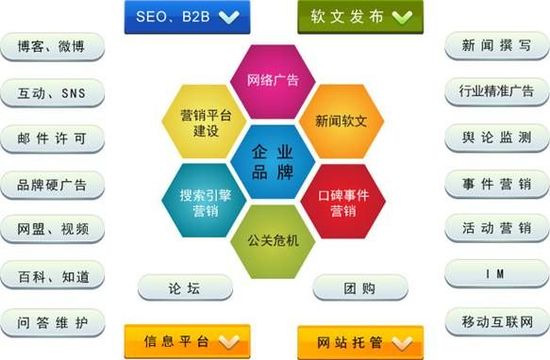 SEO、B2B
软文发布
博客、微博
互动、SNS
邮件许可
品牌硬广告
网盟、视频
百科、知道
问答维护
网络广告
营销平台
建设
新闻软文
企业
品牌
搜索引擎
营销
口碑事件
营销
公关危机
论坛
团购
信息平台
网站托管
新闻撰写
行业精准广告
舆论监测
事件营销
活动营销
IM
移动互联网